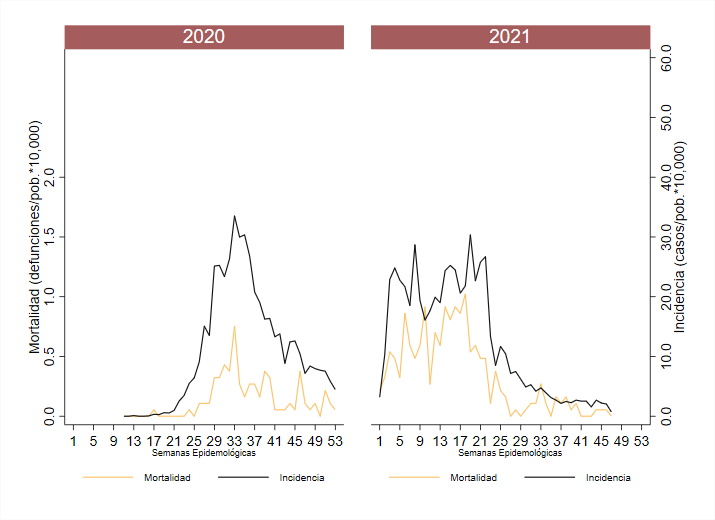 2020
2021
Mortalidad (defunciones/pob.*10,000)
0.0 0.5 1.0 1.5 2.0
0.0 10.0 20.0 30.0 40.0 50.0 60.0
Incidencia (casos/pob.*10,000)
1 5 9 13 17 21 25 29 33 37 41 45 49 53
1 5 9 13 17 21 25 29 33 37 41 45 49 53
Semanas Epidemológicas
Semanas Epidemológicas
Mortalidad Incidencia
Mortalidad Incidencia